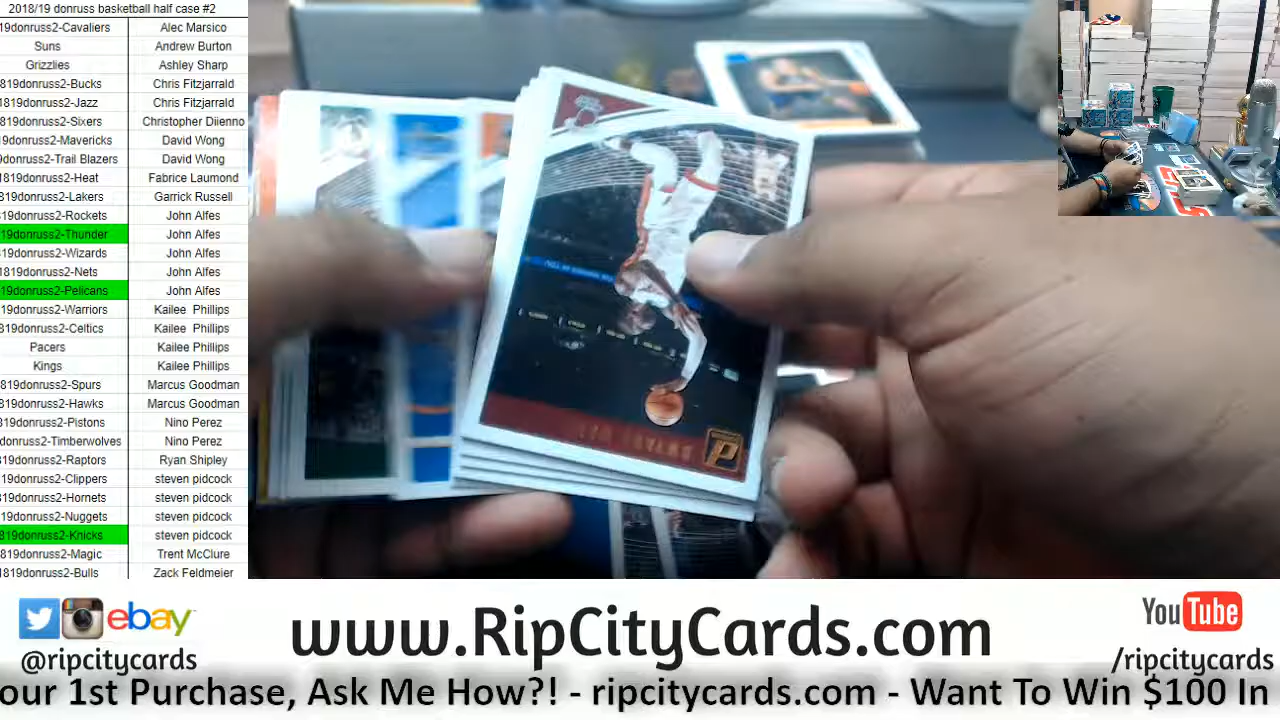 2018/19 donruss basketball half case #2
19donruss2-Cavaliers Alec Marsico
Suns Andrew Burton
Grizzlies Ashley Sharp
819donruss2-Bucks Chris Fitzjarrald
1819donruss2-Jazz Chris Fitzjarrald
819donruss2-Sixers Christopher Diienno
9donruss2-Mavericks David Wong
donruss2-Trail Blazers David Wong
819donruss2-Heat Fabrice Laumond
19donruss2-Lakers Garrick Russell
19donruss2-Rockets John Alfes
19donruss2-Thunder John Alfes
19donruss2-Wizards John Alfes
1819donruss2-Nets John Alfes
19donruss2-Pelicans John Alfes
19donruss2-Warriors Kailee Phillips
819donruss2-Celtics Kailee Phillips
Pacers Kailee Phillips
Kings Kailee Phillips
819donruss2-Spurs Marcus Goodman
19donruss2-Hawks Marcus Goodman
19donruss2-Pistons Nino Perez
onruss2-Timberwolves Nino Perez
19donruss2-Raptors Ryan Shipley
19donruss2-Clippers steven pidcock
19donruss2-Hornets steven pidcock
19donruss2-Nuggets steven pidcock
819donruss2-Knicks steven pidcock
819donruss2-Magic Trent McClure
1819donruss2-Bulls Zack Feldmeier
ebay
@ripcitycards
www.RipCityCards.com
YouTube
/ripcitycards
our 1st Purchase, Ask Me How?! - ripcitycards.com - Want To Win $100 In